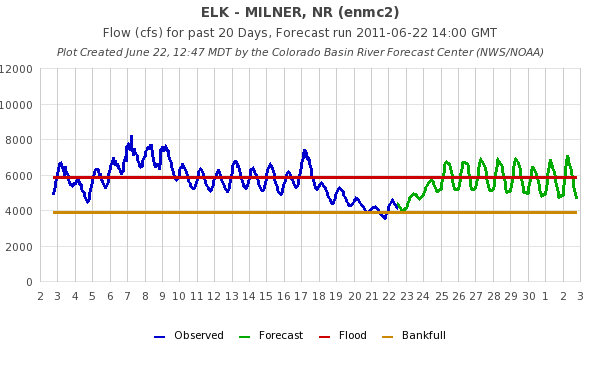 ELK - MILNER, NR (enmc2)
Flow (cfs) for past 20 Days, Forecast run 2011-06-22 14:00 GMT
Plot Created June 22, 12:47 MDT by the Colorado Basin River Forecast Center (NWS/NOAA)
12000
10000
8000
6000
4000
2000
0
2 3 4 5 6 7 8 9 10 11 12 13 14 15 16 17 18 19 20 21 22 23 24 25 26 27 28 29 30 1 2 3
Observed Forecast Flood Bankfull